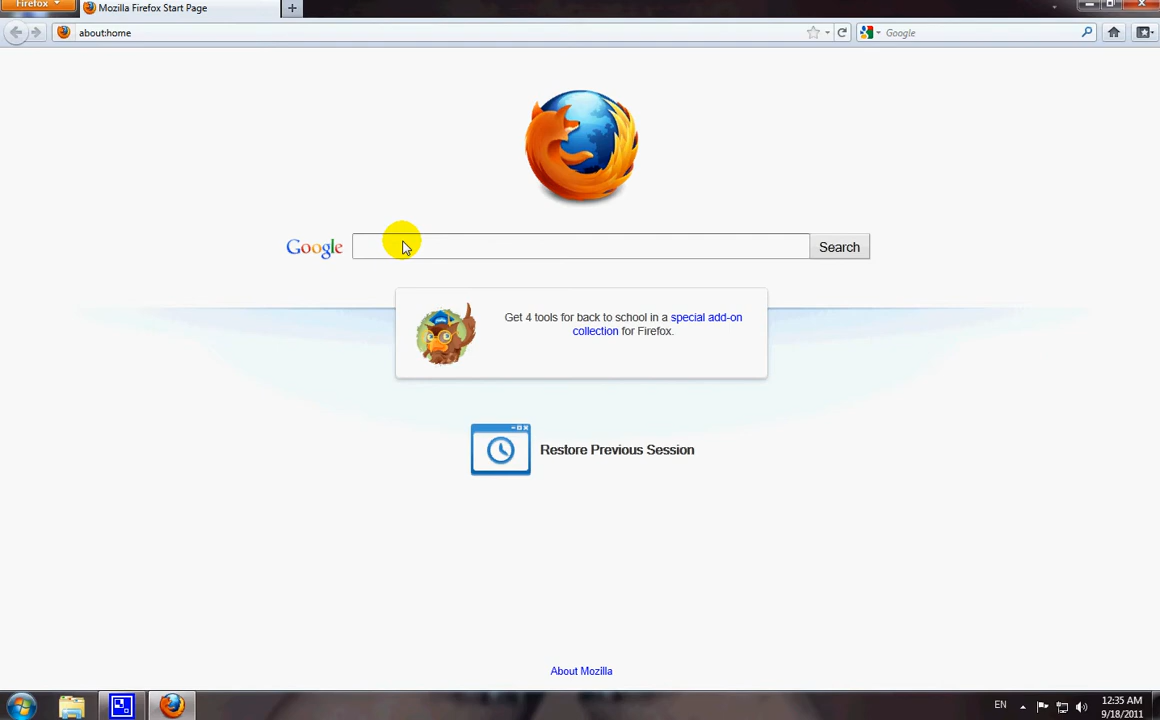 Firefox
Mozilla Firefox Start Page
about:home
Google
Google
Search
Get 4 tools for back to school in a special add-on
collection for Firefox.
Restore Previous Session
About Mozilla
EN
12:35 AM
9/18/2011